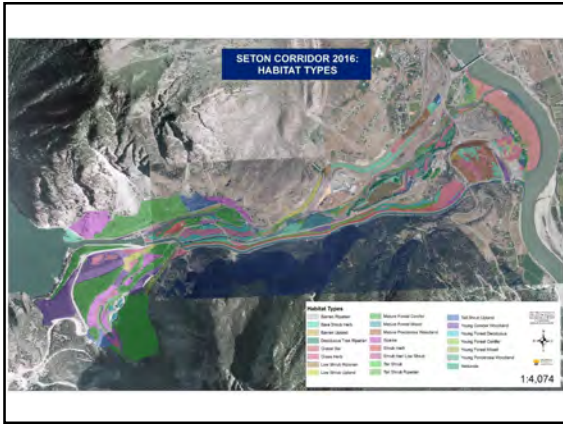 SETON CORRIDOR 2016:
HABITAT TYPES
Habitat Types
Barren Riparian
Bare Shrub Herb
Barren Upland
Deciduous Tree Riparian
Gravel Bar
Grass Herb
Low Shrub Riparian
Low Shrub Upland
Mature Forest Conifer
Mature Forest Mixed
Mature Ponderosa Woodland
Sparse
Shrub Herb
Shrub Herb Low Shrub
Tall Shrub
Tall Shrub Riparian
Tall Shrub Upland
Young Conifer Woodland
Young Forest Deciduous
Young Forest Conifer
Young Forest Mixed
Young Ponderosa Woodland
Wetlands
1:4,074